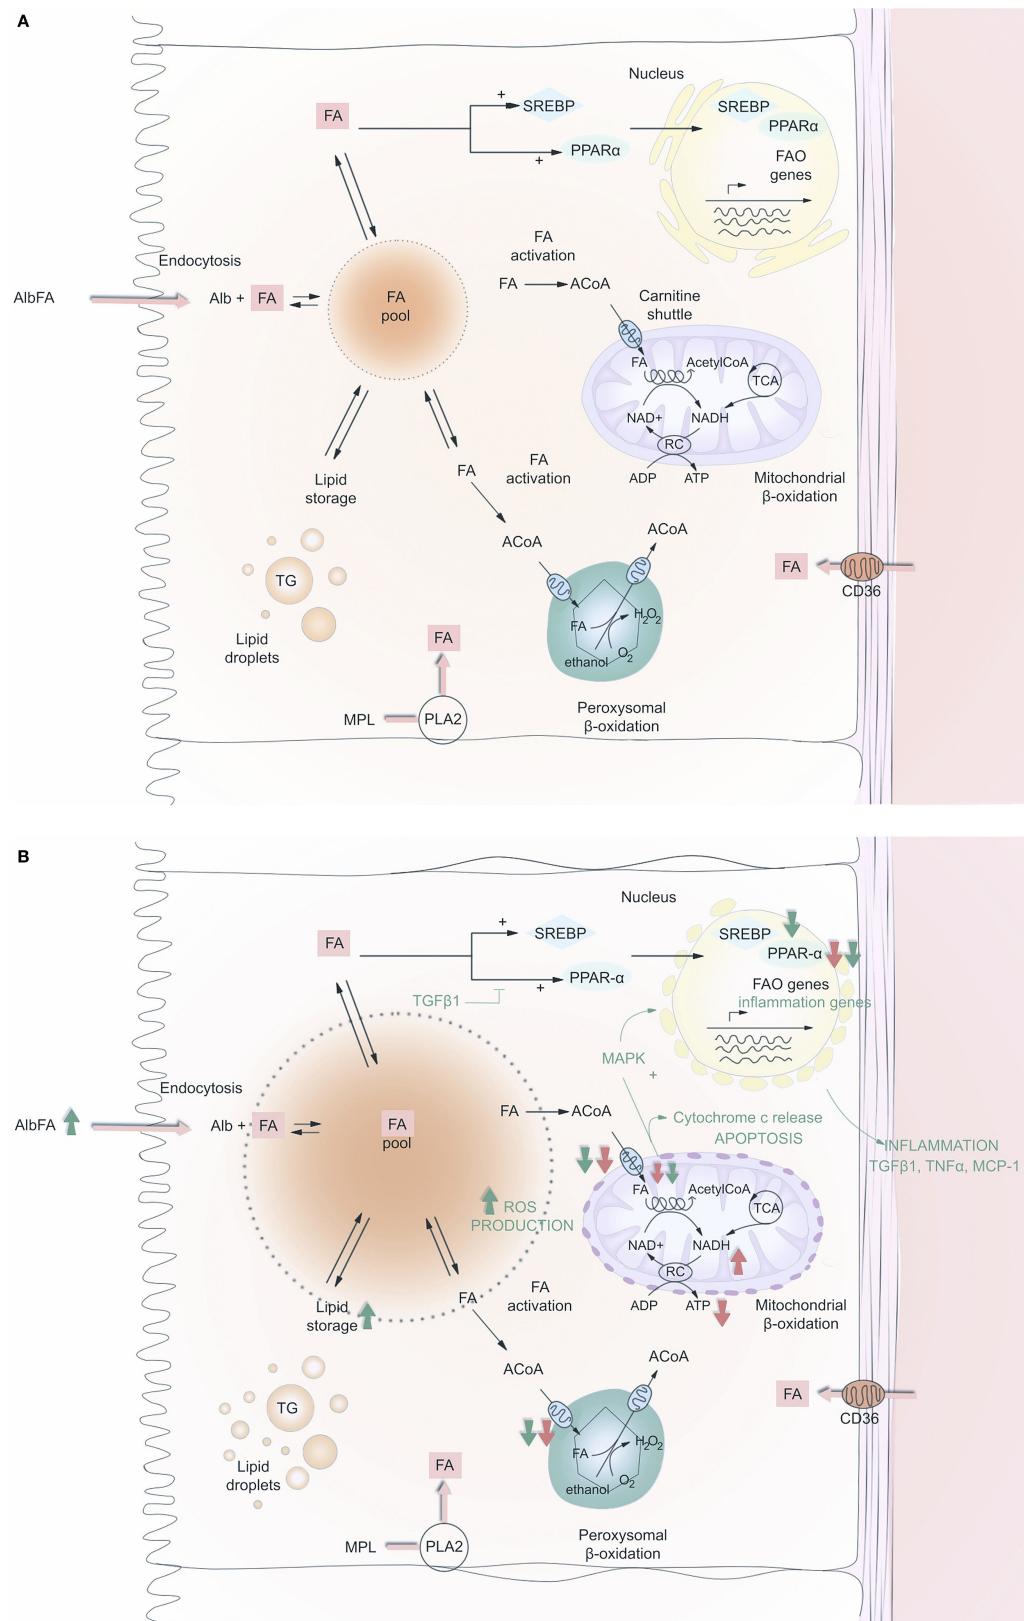 A
Nucleus
FA
+
SREBP
SREBP
PPARα
+
PPARα
FAO
genes
Endocytosis
AlbFA
Alb +
FA
FA
pool
FA
activation
FA
ACoA
Carnitine
shuttle
FA
AcetylCoA
TCA
NAD+
NADH
RC
ADP
ATP
Mitochondrial
β-oxidation
Lipid
storage
FA
FA
activation
ACoA
ACoA
TG
Lipid
droplets
FA
H2O2
O2
ethanol
Peroxysomal
β-oxidation
FA
CD36
FA
MPL
PLA2
B
Nucleus
FA
+
SREBP
SREBP
PPAR-α
+
PPAR-α
TGFβ1
FAO genes
inflammation genes
MAPK
+
Endocytosis
AlbFA
Alb +
FA
FA
pool
FA
ACoA
Cytochrome c release
APOPTOSIS
INFLAMMATION
TGFβ1, TNFα, MCP-1
ROS
PRODUCTION
FA
AcetylCoA
TCA
NAD+
NADH
RC
ADP
ATP
Mitochondrial
β-oxidation
Lipid
storage
FA
FA
activation
ACoA
ACoA
TG
Lipid
droplets
FA
H2O2
O2
ethanol
Peroxysomal
β-oxidation
FA
CD36
FA
MPL
PLA2